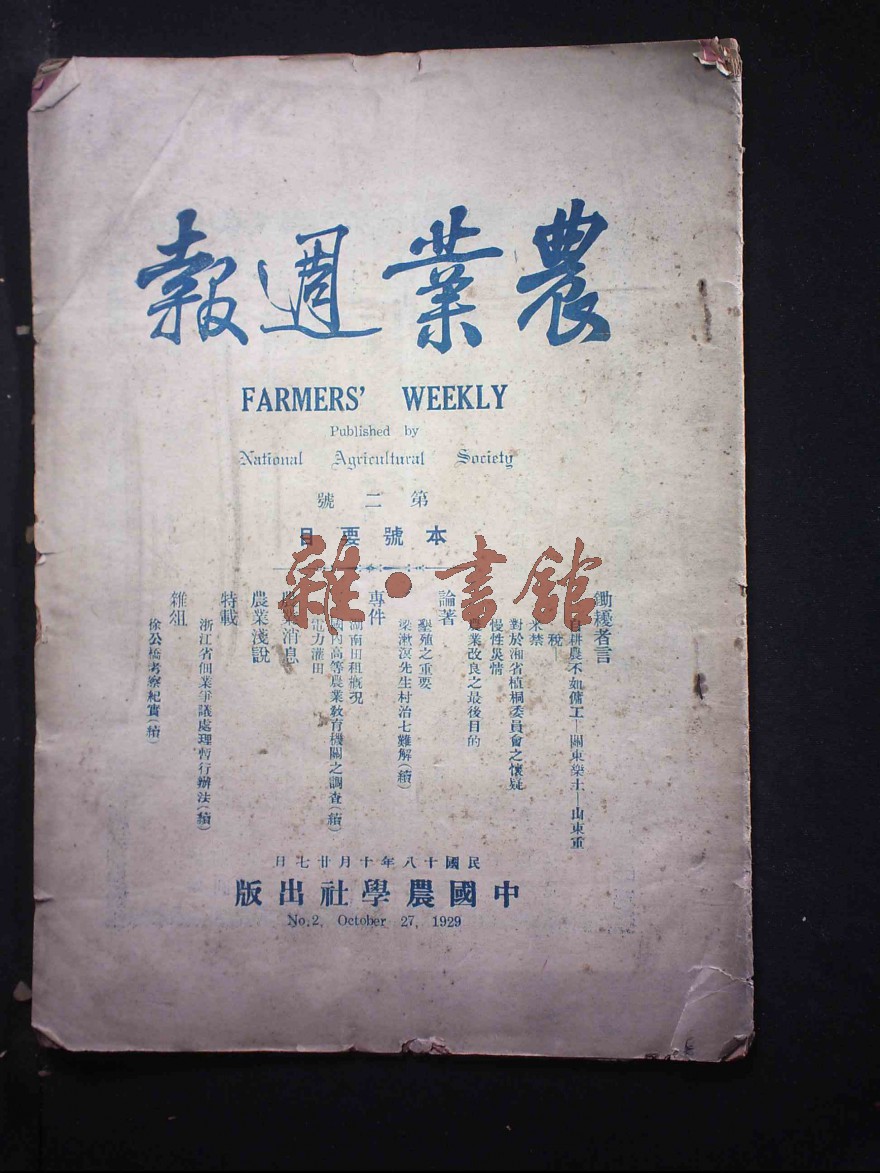 農業週報
FARMERS' WEEKLY
Published by
National Agricultural Society
第二號
本號要目
鋤耰者言
自耕農不如傭工—關東樂土—山東重
稅
米禁
對於湘省植桐委員會之懷疑
慢性災情
論著
農業改良之最後目的
墾殖之重要
梁漱溟先生村治七難解(續)
專件
湖南田租概況
國內高等農業教育機關之調查(續)
電力灌田
農業消息
農業淺說
特載
浙江省佃業爭議處理暫行辦法(續)
雜俎
徐公橋考察紀實(續)
雜·書館
民國十八年十月廿七日
中國農學社出版
No.2, October 27, 1929